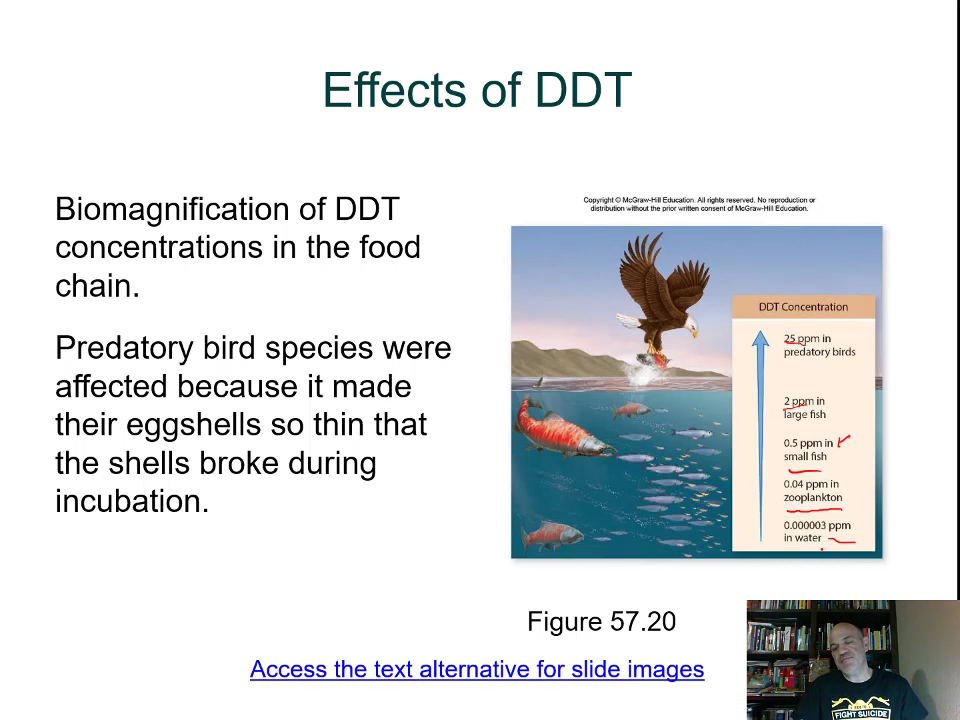 Effects of DDT
Biomagnification of DDT
concentrations in the food
chain.
Predatory bird species were
affected because it made
their eggshells so thin that
the shells broke during
incubation.
Copyright © McGraw-Hill Education. All rights reserved. No reproduction or
distribution without the prior written consent of McGraw-Hill Education.
DDT Concentration
25 ppm in
predatory birds
2 ppm in
large fish
0.5 ppm in
small fish
0.04 ppm in
zooplankton
0.000003 ppm
in water
Figure 57.20
Access the text alternative for slide images
FIGHT SUICIDE